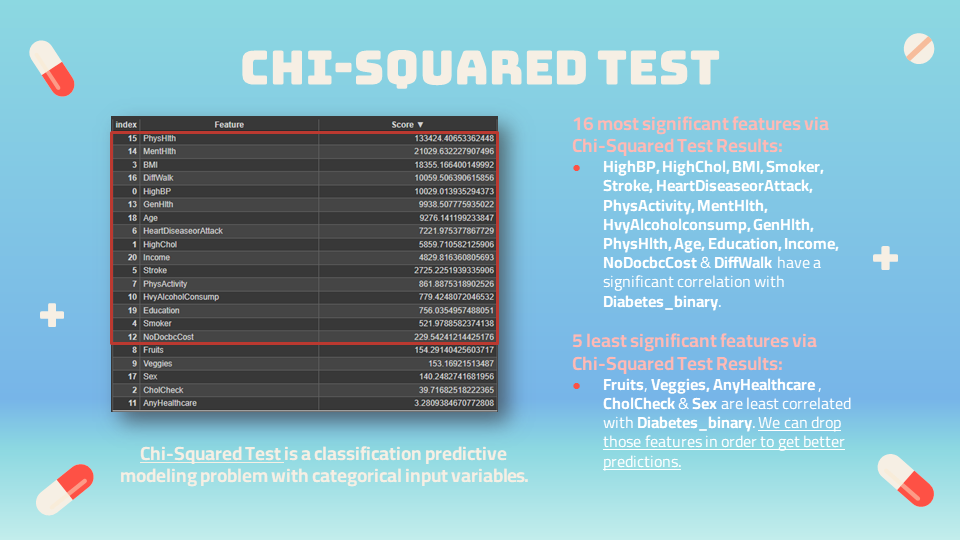 CHI-SQUARED TEST
index Feature Score ▼
15 PhysHlth 133424.40653362448
14 MentHlth 21029.632227907496
3 BMI 18355.166400149992
16 DiffWalk 10059.506390615856
0 HighBP 10029.013935294373
13 GenHlth 9938.507775935022
18 Age 9276.141199233847
6 HeartDiseaseorAttack 7221.975377867729
1 HighChol 5859.710582125906
20 Income 4829.816360805693
5 Stroke 2725.2251939335906
7 PhysActivity 861.8875318902526
10 HvyAlcoholConsump 779.4248072046532
19 Education 756.0354957488051
4 Smoker 521.9788582374138
12 NoDocbcCost 229.54241214425176
8 Fruits 154.29140425603717
9 Veggies 153.16921513487
17 Sex 140.2492741681956
2 CholCheck 39.71682518222365
11 AnyHealthcare 3.2809384670772808
Chi-Squared Test is a classification predictive
modeling problem with categorical input variables.
16 most significant features via
Chi-Squared Test Results:
● HighBP, HighChol, BMI, Smoker,
Stroke, HeartDiseaseorAttack,
PhysActivity, MentHlth,
HvyAlcoholconsump, GenHlth,
PhysHlth, Age, Education, Income,
NoDocbcCost & DiffWalk have a
significant correlation with
Diabetes_binary.
5 least significant features via
Chi-Squared Test Results:
● Fruits, Veggies, AnyHealthcare ,
CholCheck & Sex are least correlated
with Diabetes_binary. We can drop
those features in order to get better
predictions.